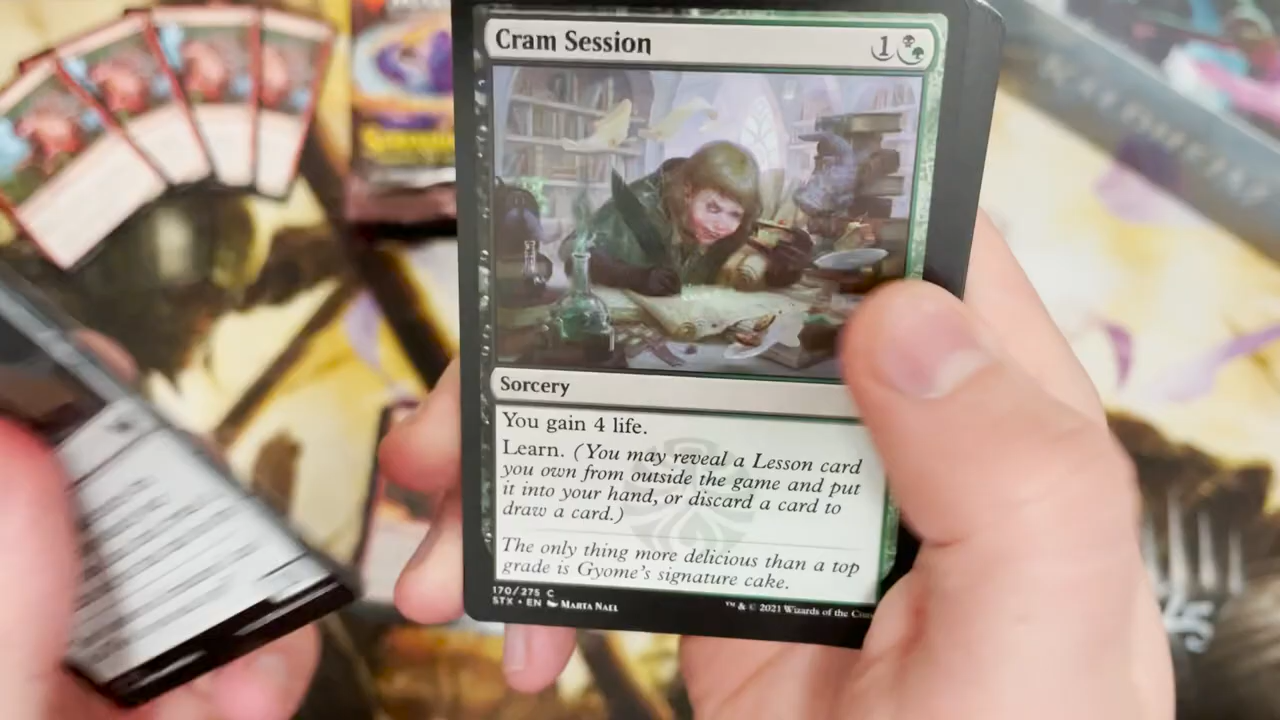 Cram Session 1
KALDHEIM
Sorcery
You gain 4 life.
Learn. (You may reveal a Lesson card
you own from outside the game and put
it into your hand, or discard a card to
draw a card.)
The only thing more delicious than a top
grade is Gyome's signature cake.
170/275 C
STX • EN Marta Nael
™ & © 2021 Wizards of the